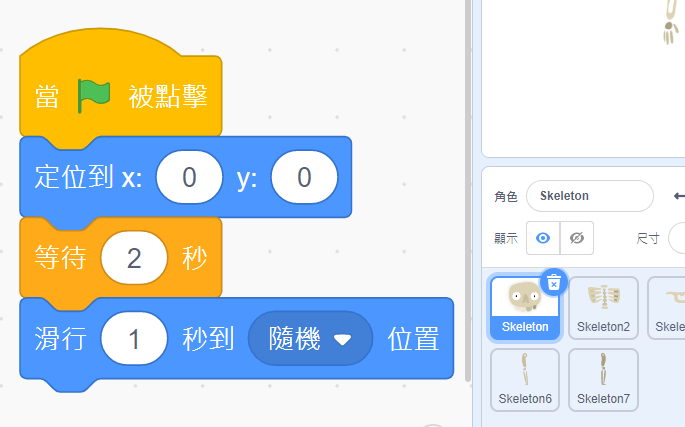 當 被點擊
定位到 x: 0 y: 0
等待 2 秒
滑行 1 秒到 隨機 位置
角色 Skeleton
顯示 尺寸
Skeleton Skeleton2
Skeleton6 Skeleton7